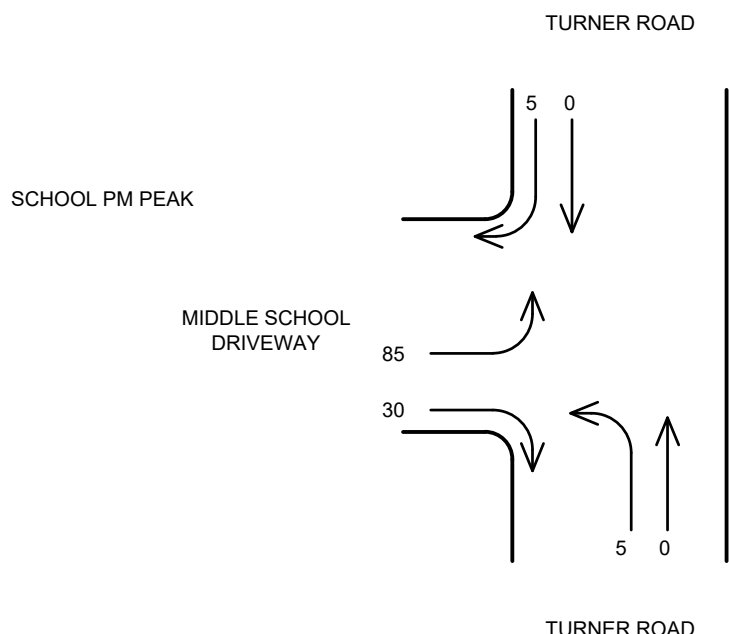 TURNER ROAD
5 0
SCHOOL PM PEAK
MIDDLE SCHOOL
DRIVEWAY
85
30
5 0
TURNER ROAD